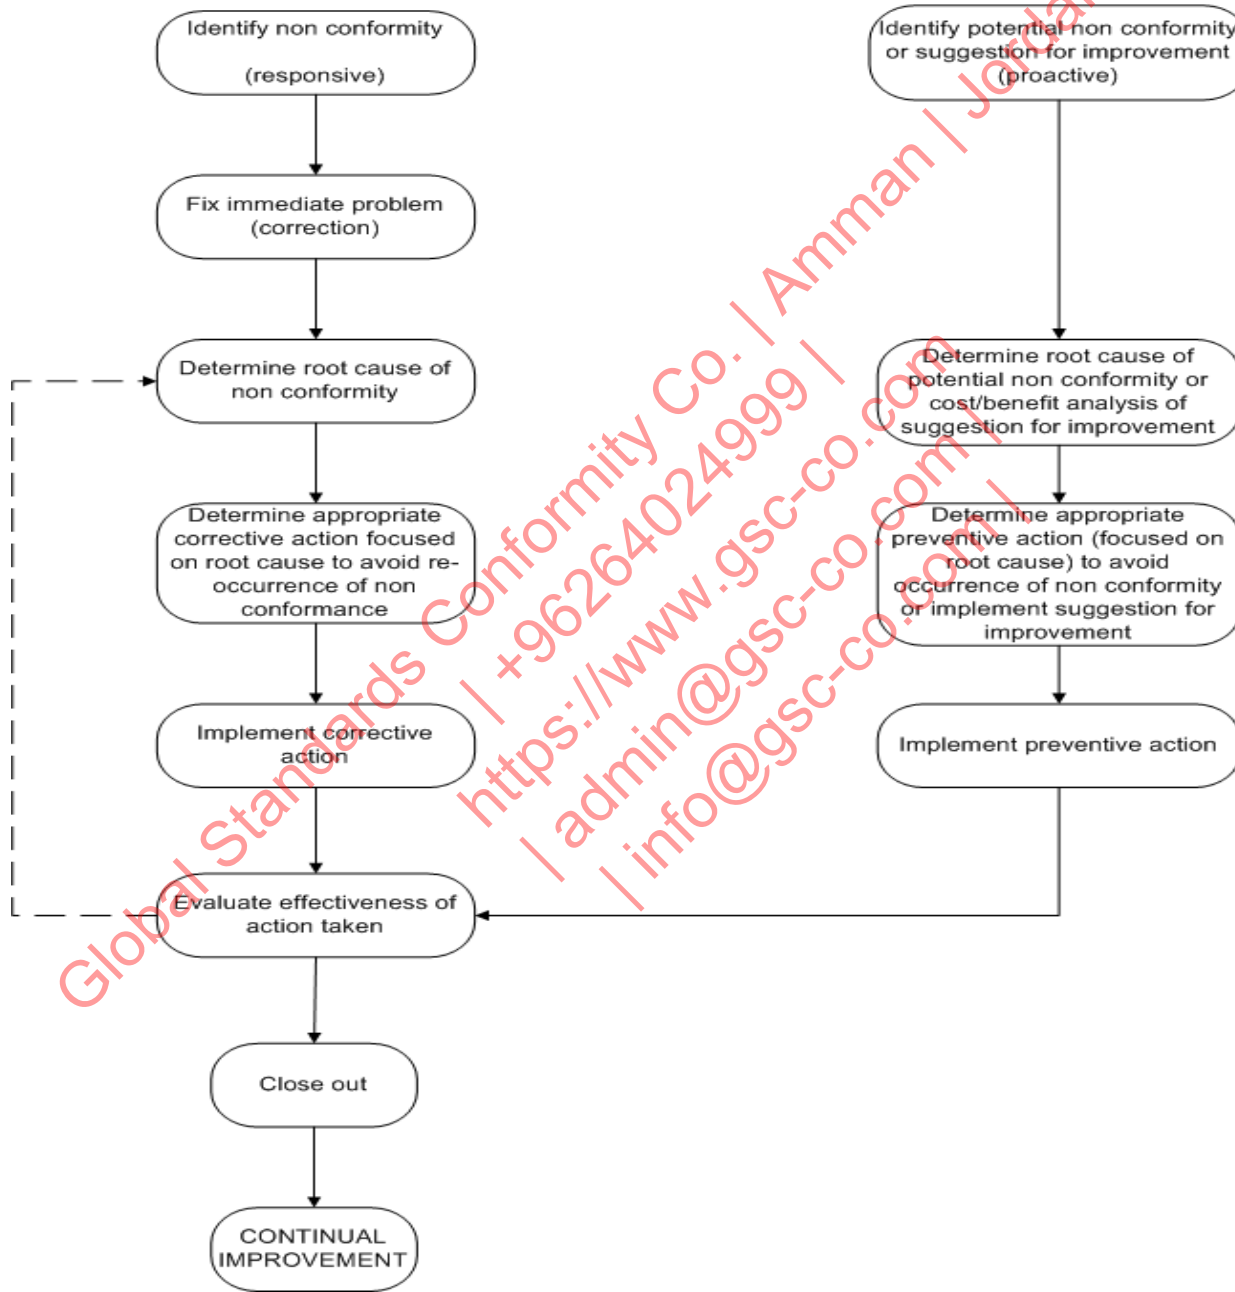 Identify non conformity
(responsive)
Fix immediate problem
(correction)
Determine root cause of
non conformity
Determine appropriate
corrective action focused
on root cause to avoid re-
occurrence of non
conformance
Implement corrective
action
Evaluate effectiveness of
action taken
Close out
CONTINUAL
IMPROVEMENT
Identify potential non conformity
or suggestion for improvement
(proactive)
Determine root cause of
potential non conformity or
cost/benefit analysis of
suggestion for improvement
Determine appropriate
preventive action (focused on
root cause) to avoid
occurrence of non conformity
or implement suggestion for
improvement
Implement preventive action
Global Standards Conformity Co. | Amman | Jordan
| +96264024999 |
https://www.gsc-co.com
| admin@gsc-co.com |
| info@gsc-co.com |